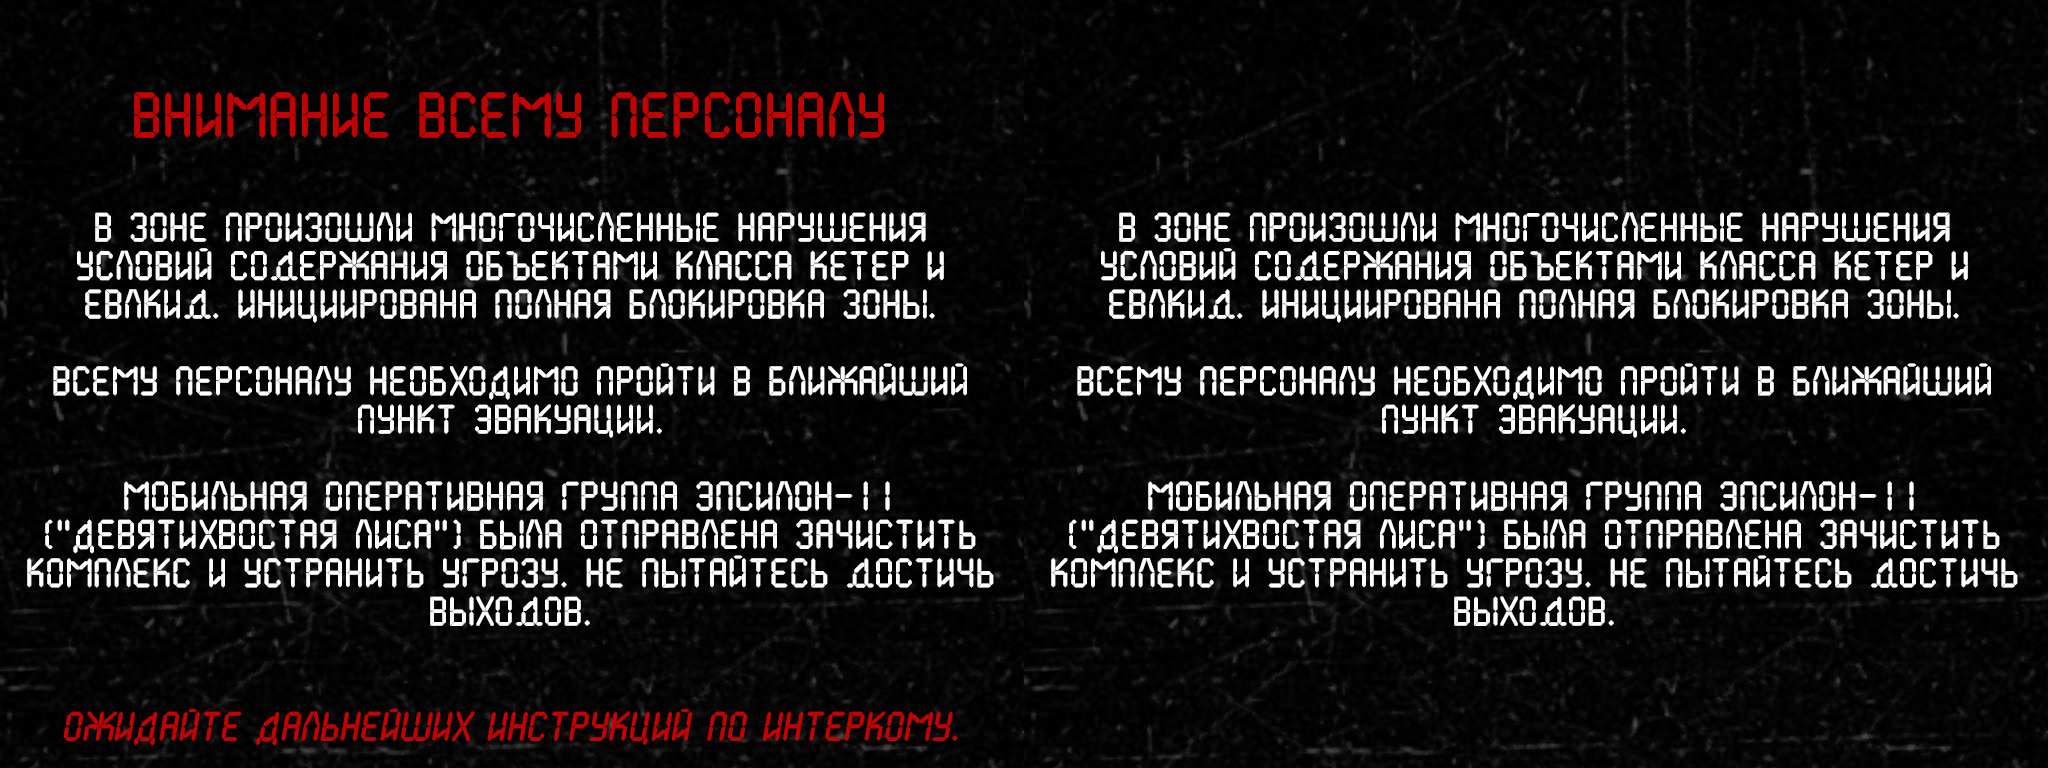 ВНИМАНИЕ ВСЕМУ ПЕРСОНАЛУ
В ЗОНЕ ПРОИЗОШЛИ МНОГОЧИСЛЕННЫЕ НАРУШЕНИЯ
УСЛОВИЙ СОДЕРЖАНИЯ ОБЪЕКТАМИ КЛАССА КЕТЕР И
ЕВЛКИД. ИНИЦИИРОВАНА ПОЛНАЯ БЛОКИРОВКА ЗОНЫ.
ВСЕМУ ПЕРСОНАЛУ НЕОБХОДИМО ПРОЙТИ В БЛИЖАЙШИЙ
ПУНКТ ЭВАКУАЦИИ.
МОБИЛЬНАЯ ОПЕРАТИВНАЯ ГРУППА ЭПСИЛОН-11
("ДЕВЯТИХВОСТАЯ ЛИСА") БЫЛА ОТПРАВЛЕНА ЗАЧИСТИТЬ
КОМПЛЕКС И УСТРАНИТЬ УГРОЗУ. НЕ ПЫТАЙТЕСЬ ДОСТИЧЬ
ВЫХОДОВ.
ОЖИДАЙТЕ ДАЛЬНЕЙШИХ ИНСТРУКЦИЙ ПО ИНТЕРКОМУ.
В ЗОНЕ ПРОИЗОШЛИ МНОГОЧИСЛЕННЫЕ НАРУШЕНИЯ
УСЛОВИЙ СОДЕРЖАНИЯ ОБЪЕКТАМИ КЛАССА КЕТЕР И
ЕВЛКИД. ИНИЦИИРОВАНА ПОЛНАЯ БЛОКИРОВКА ЗОНЫ.
ВСЕМУ ПЕРСОНАЛУ НЕОБХОДИМО ПРОЙТИ В БЛИЖАЙШИЙ
ПУНКТ ЭВАКУАЦИИ.
МОБИЛЬНАЯ ОПЕРАТИВНАЯ ГРУППА ЭПСИЛОН-11
("ДЕВЯТИХВОСТАЯ ЛИСА") БЫЛА ОТПРАВЛЕНА ЗАЧИСТИТЬ
КОМПЛЕКС И УСТРАНИТЬ УГРОЗУ. НЕ ПЫТАЙТЕСЬ ДОСТИЧЬ
ВЫХОДОВ.